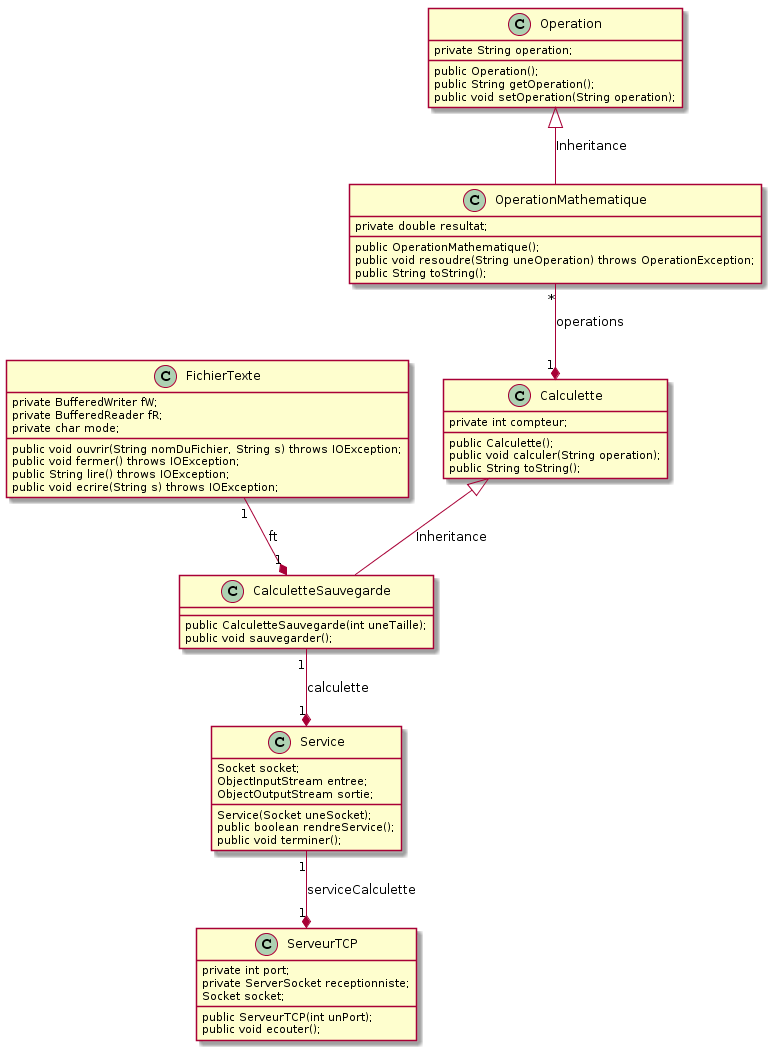 C Operation
private String operation;
public Operation();
public String getOperation();
public void setOperation(String operation);
Inheritance
C OperationMathematique
private double resultat;
public OperationMathematique();
public void resoudre(String uneOperation) throws OperationException;
public String toString();
*
operations
1
C FichierTexte
private BufferedWriter fW;
private BufferedReader fR;
private char mode;
public void ouvrir(String nomDuFichier, String s) throws IOException;
public void fermer() throws IOException;
public String lire() throws IOException;
public void ecrire(String s) throws IOException;
C Calculette
private int compteur;
public Calculette();
public void calculer(String operation);
public String toString();
1
ft
1
Inheritance
C CalculetteSauvegarde
public CalculetteSauvegarde(int uneTaille);
public void sauvegarder();
1
calculette
1
C Service
Socket socket;
ObjectInputStream entree;
ObjectOutputStream sortie;
Service(Socket uneSocket);
public boolean rendreService();
public void terminer();
1
serviceCalculette
1
C ServeurTCP
private int port;
private ServerSocket receptionniste;
Socket socket;
public ServeurTCP(int unPort);
public void ecouter();